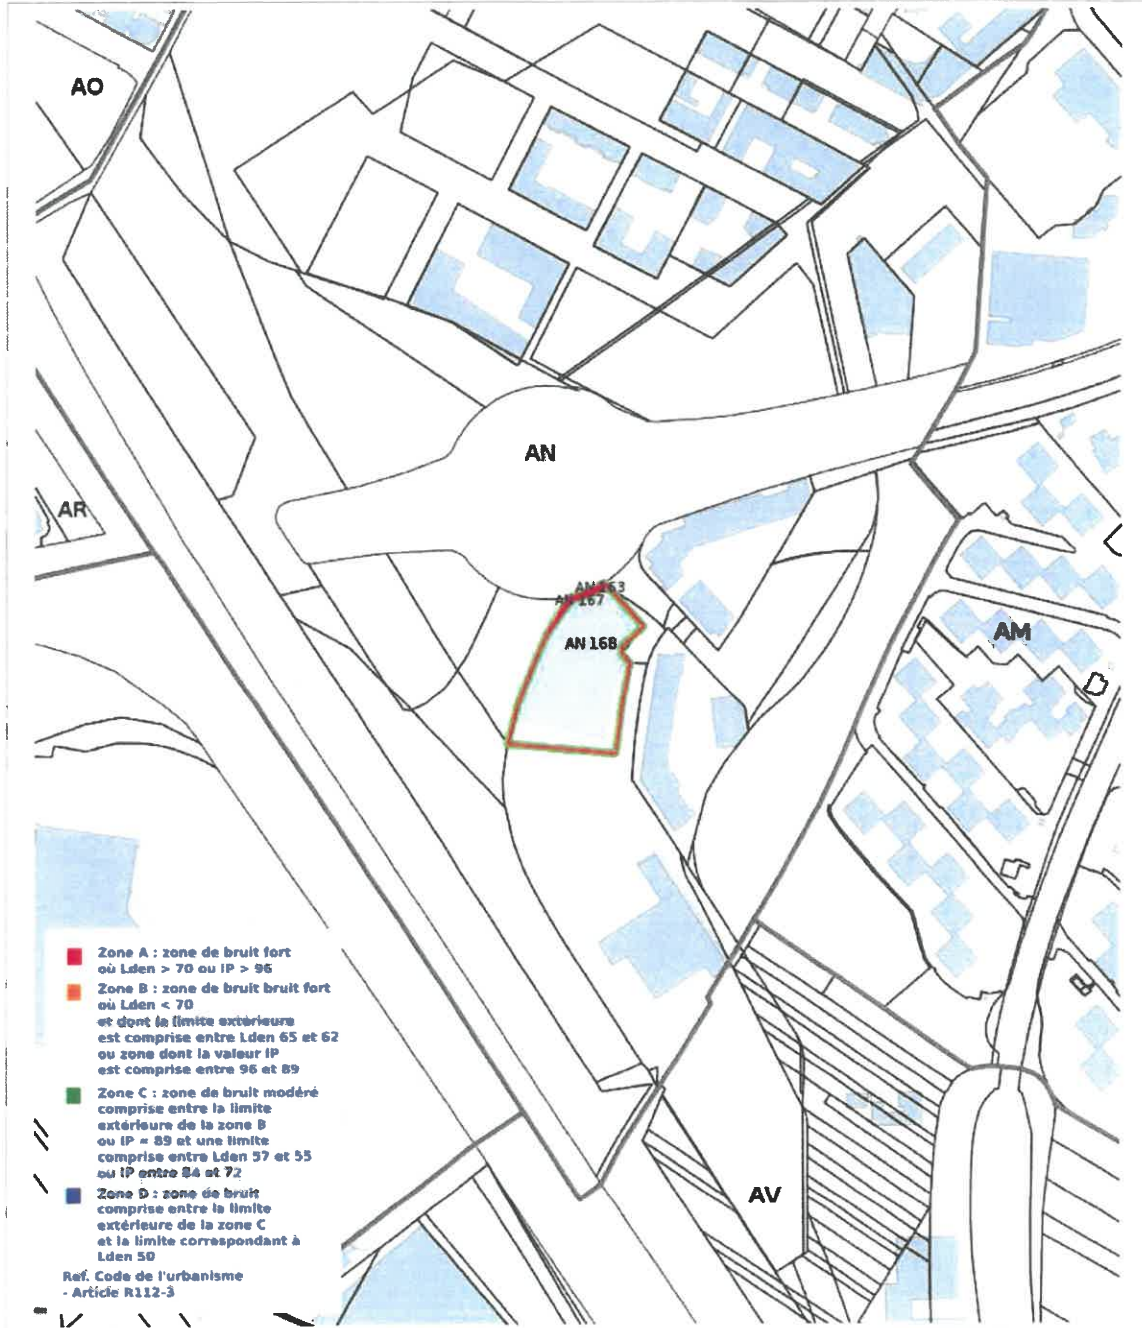 AO
AN
AR
AN 163
AN 167
AN 168
AM
Zone A : zone de bruit fort
où Lden > 70 ou IP > 96
Zone B : zone de bruit bruit fort
où Lden < 70
et dont la limite extérieure
est comprise entre Lden 65 et 62
ou zone dont la valeur IP
est comprise entre 96 et 89
Zone C : zone de bruit modéré
comprise entre la limite
extérieure de la zone B
ou IP = 89 et une limite
comprise entre Lden 57 et 55
ou IP entre 84 et 72
Zone D : zone de bruit
comprise entre la limite
extérieure de la zone C
et la limite correspondant à
Lden 50
Ref. Code de l'urbanisme
- Article R112-3
AV